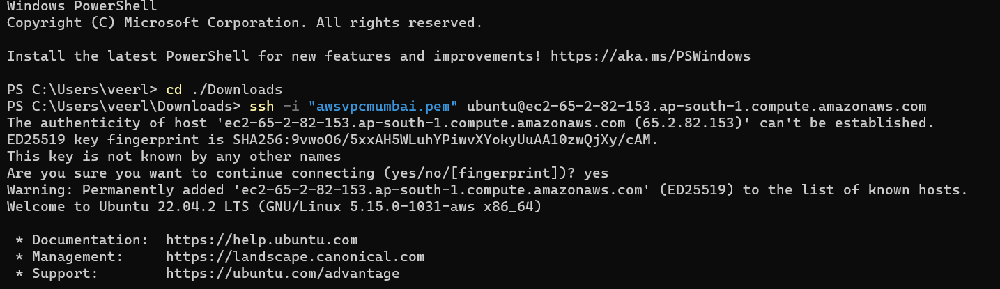 Windows PowerShell
Copyright (C) Microsoft Corporation. All rights reserved.
Install the latest PowerShell for new features and improvements! https://aka.ms/PSWindows
PS C:\Users\veerl> cd ./Downloads
PS C:\Users\veerl\Downloads> ssh -i "awsvpcmumbai.pem" ubuntu@ec2-65-2-82-153.ap-south-1.compute.amazonaws.com
The authenticity of host 'ec2-65-2-82-153.ap-south-1.compute.amazonaws.com (65.2.82.153)' can't be established.
ED25519 key fingerprint is SHA256:9vwoO6/5xxAH5WLuhYPiwvXYokyUuAA10zwQjXy/cAM.
This key is not known by any other names
Are you sure you want to continue connecting (yes/no/[fingerprint])? yes
Warning: Permanently added 'ec2-65-2-82-153.ap-south-1.compute.amazonaws.com' (ED25519) to the list of known hosts.
Welcome to Ubuntu 22.04.2 LTS (GNU/Linux 5.15.0-1031-aws x86_64)
* Documentation: https://help.ubuntu.com
* Management: https://landscape.canonical.com
* Support: https://ubuntu.com/advantage